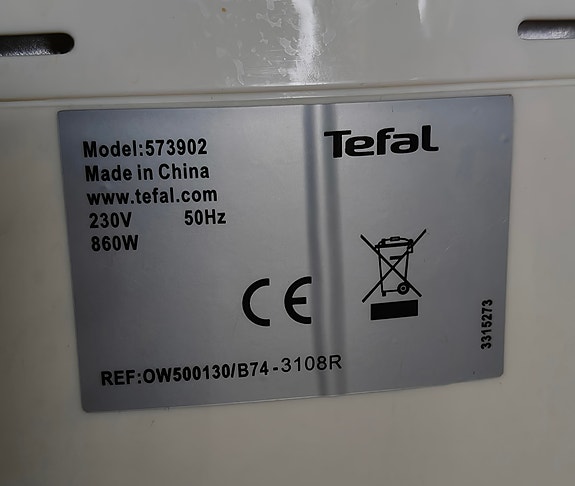 Tefal
Model:573902
Made in China
www.tefal.com
230V 50Hz
860W
CE
3315273
REF:OW500130/B74-3108R